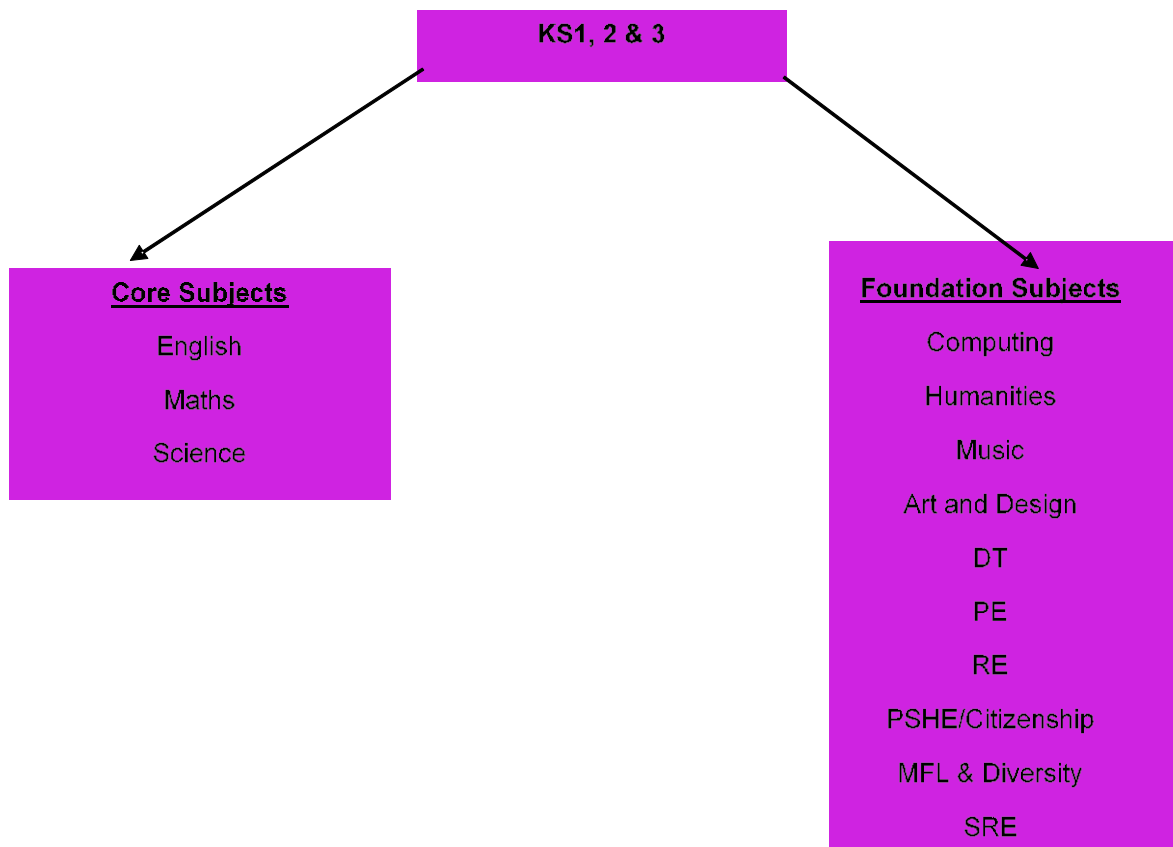 KS1, 2 & 3
Core Subjects
English
Maths
Science
Foundation Subjects
Computing
Humanities
Music
Art and Design
DT
PE
RE
PSHE/Citizenship
MFL & Diversity
SRE